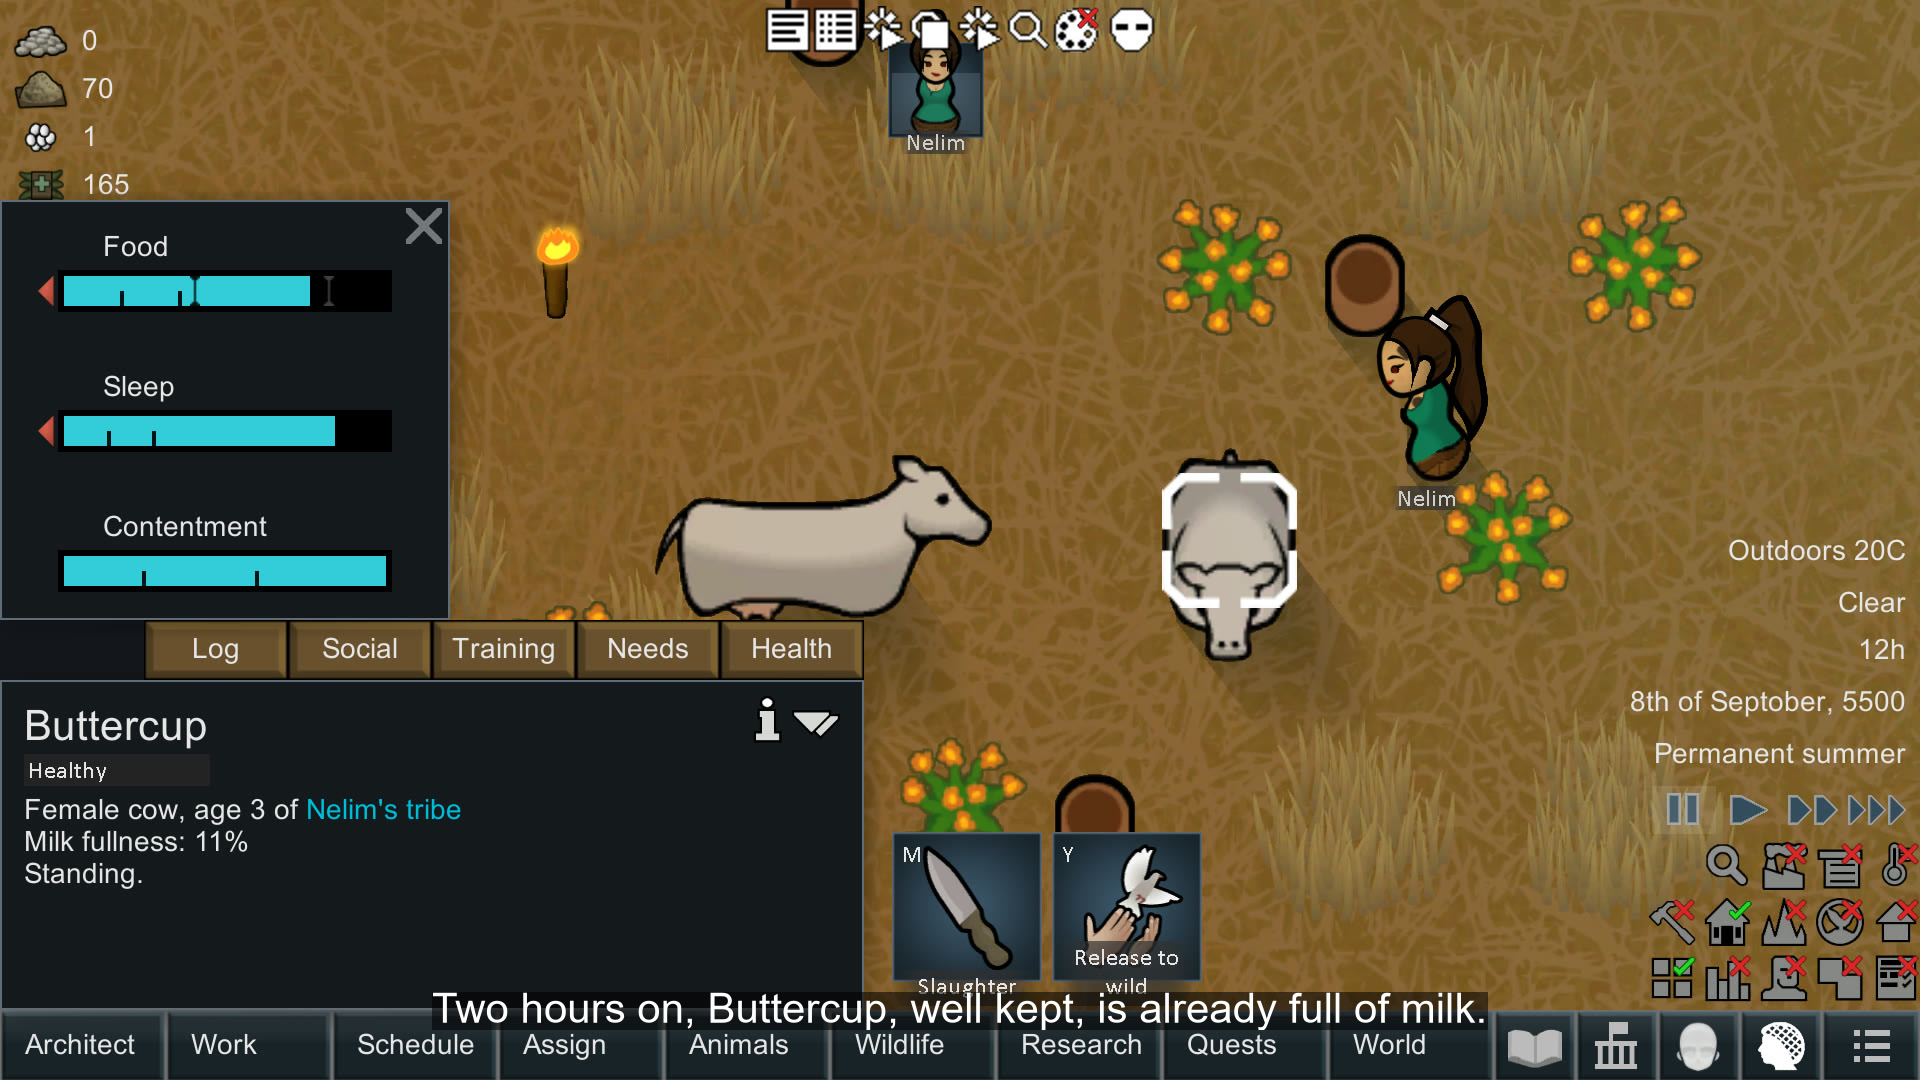 0
70
1
165
Nelim
Food
Sleep
Contentment
Nelim
Outdoors 20C
Clear
12h
8th of Septober, 5500
Permanent summer
Log
Social
Training
Needs
Health
Buttercup
Healthy
Female cow, age 3 of Nelim's tribe
Milk fullness: 11%
Standing.
M
Slaughter
Y
Release to
wild
Two hours on, Buttercup, well kept, is already full of milk.
Architect
Work
Schedule
Assign
Animals
Wildlife
Research
Quests
World